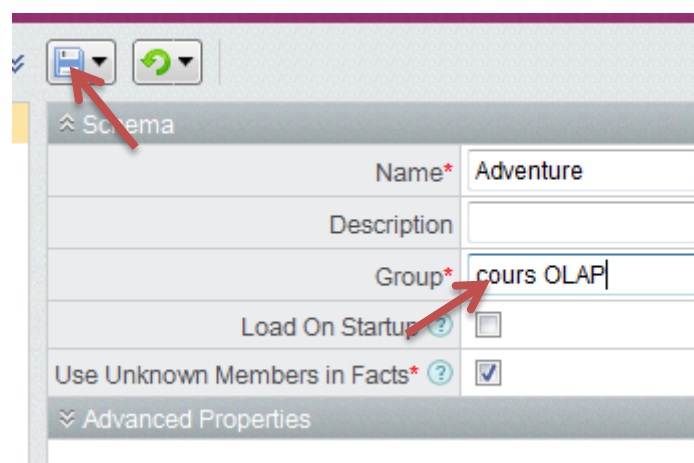 Schema
Name* Adventure
Description
Group* cours OLAP
Load On Startup ?
Use Unknown Members in Facts* ?
Advanced Properties